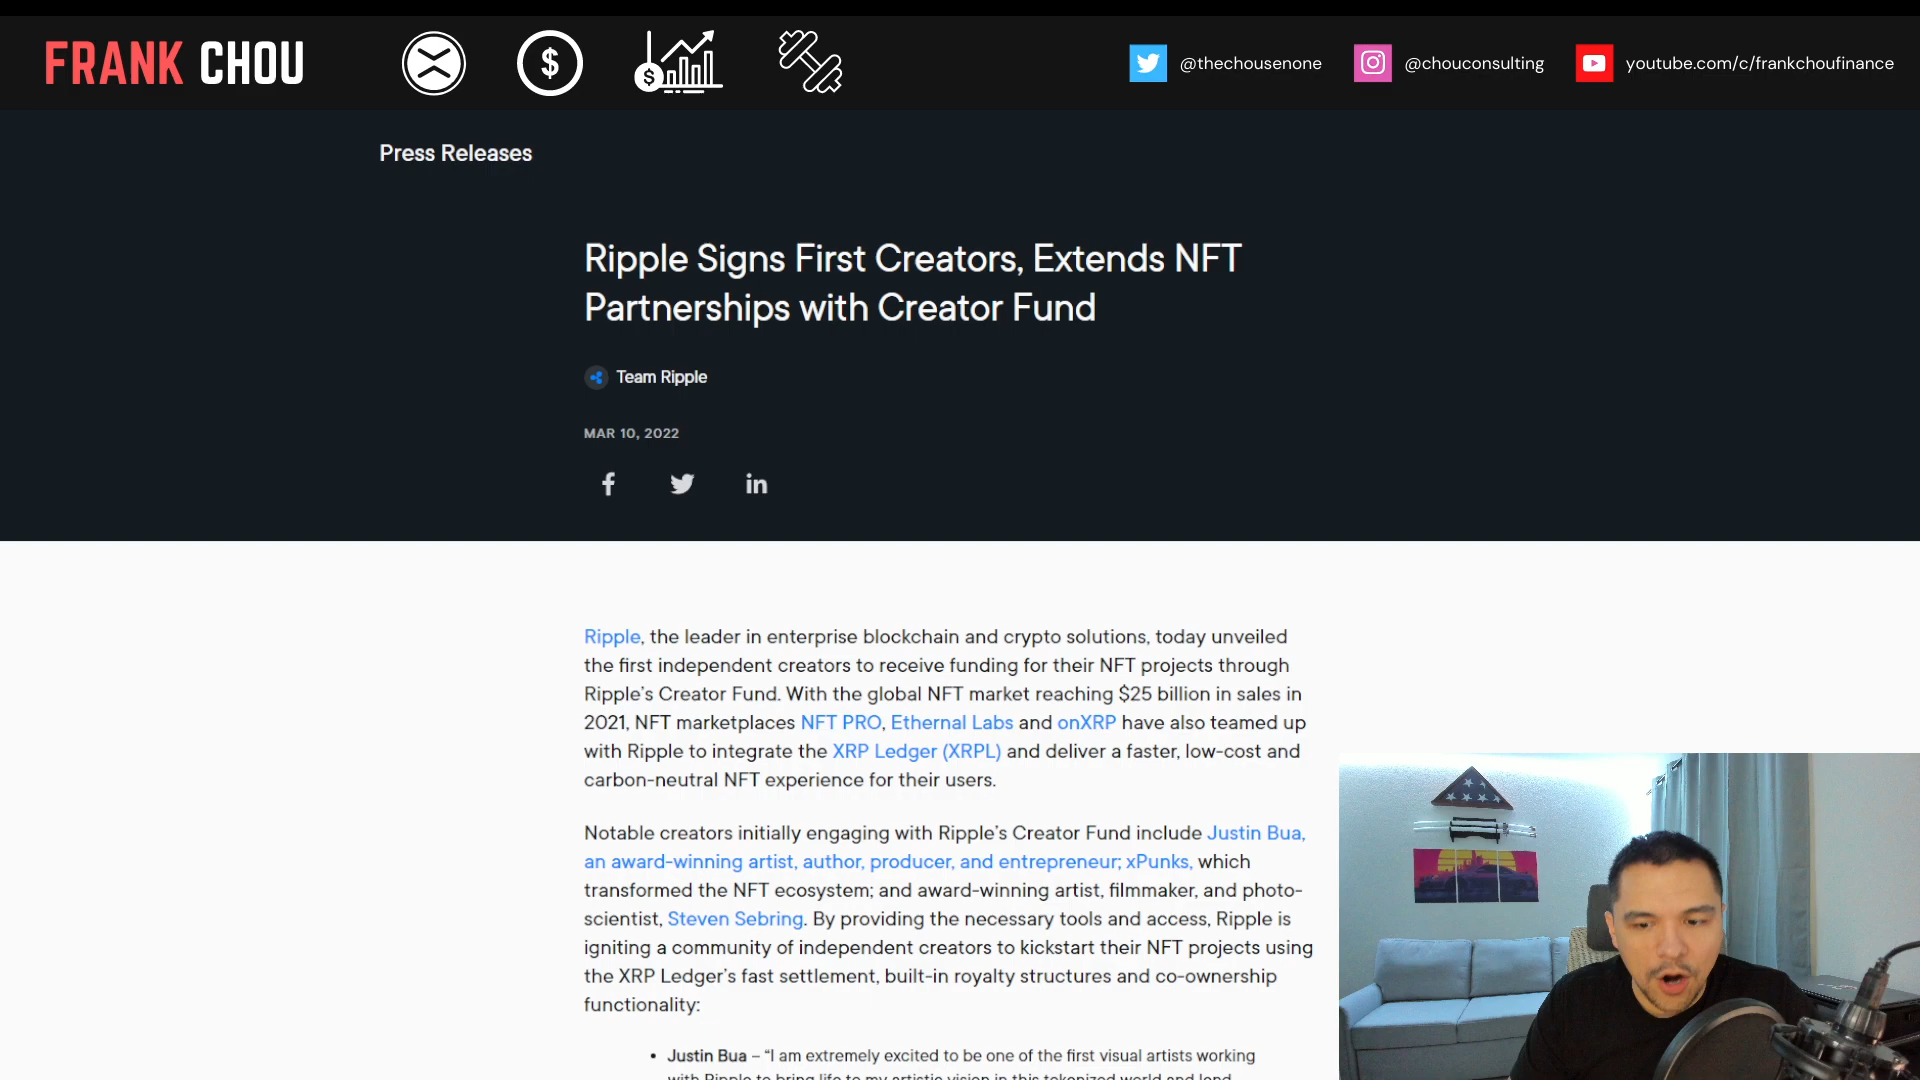 FRANK CHOU
@thechousenone
@chouconsulting
youtube.com/c/frankchoufinance
Press Releases
Ripple Signs First Creators, Extends NFT
Partnerships with Creator Fund
Team Ripple
MAR 10, 2022
Ripple, the leader in enterprise blockchain and crypto solutions, today unveiled
the first independent creators to receive funding for their NFT projects through
Ripple’s Creator Fund. With the global NFT market reaching $25 billion in sales in
2021, NFT marketplaces NFT PRO, Ethernal Labs and onXRP have also teamed up
with Ripple to integrate the XRP Ledger (XRPL) and deliver a faster, low-cost and
carbon-neutral NFT experience for their users.
Notable creators initially engaging with Ripple’s Creator Fund include Justin Bua,
an award-winning artist, author, producer, and entrepreneur; xPunks, which
transformed the NFT ecosystem; and award-winning artist, filmmaker, and photo-
scientist, Steven Sebring. By providing the necessary tools and access, Ripple is
igniting a community of independent creators to kickstart their NFT projects using
the XRP Ledger’s fast settlement, built-in royalty structures and co-ownership
functionality:
• Justin Bua – “I am extremely excited to be one of the first visual artists working
with Ripple to bring life to my artistic vision in this tokenized world and lend